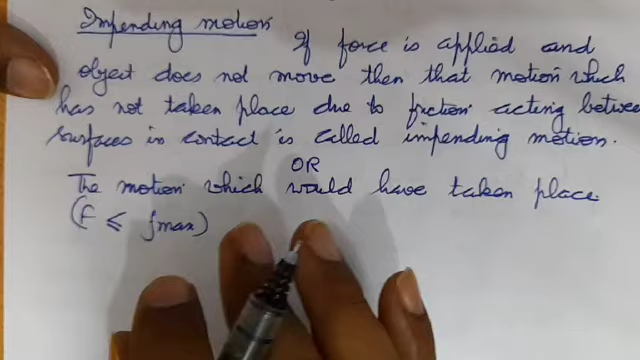 Impending motion
If force is applied and
object does not move then that motion which
has not taken place due to friction acting between
surfaces in contact is called impending motion.
OR
The motion which would have taken place
(F ≤ fmax)